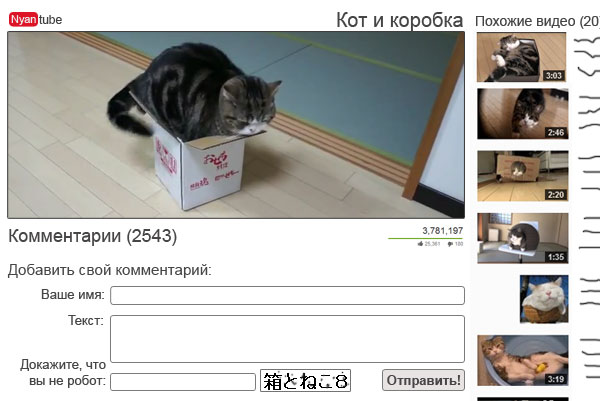 Nyantube
Кот и коробка
Похожие видео (20)
3:03
2:46
2:20
1:35
3:19
Комментарии (2543)
3,781,197
25,361 180
Добавить свой комментарий:
Ваше имя:
Текст:
Докажите, что
вы не робот:
箱とねこ8
Отправить!